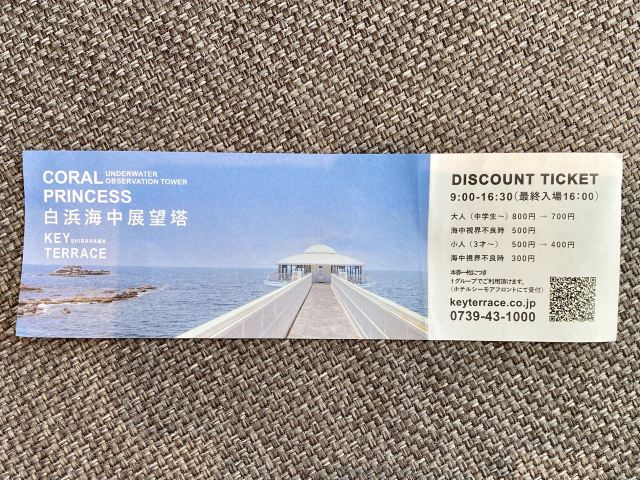 CORAL UNDERWATER
OBSERVATION TOWER
PRINCESS
白浜海中展望塔
KEY SHIRAHAMA
TERRACE
DISCOUNT TICKET
9:00-16:30(最終入場16:00)
大人(中学生~)800円 → 700円
海中視界不良時 500円
小人(3才~) 500円 → 400円
海中視界不良時 300円
本券一枚につき
1グループでご利用頂けます。
(ホテルシーモアフロントにて受付)
keyterrace.co.jp
0739-43-1000